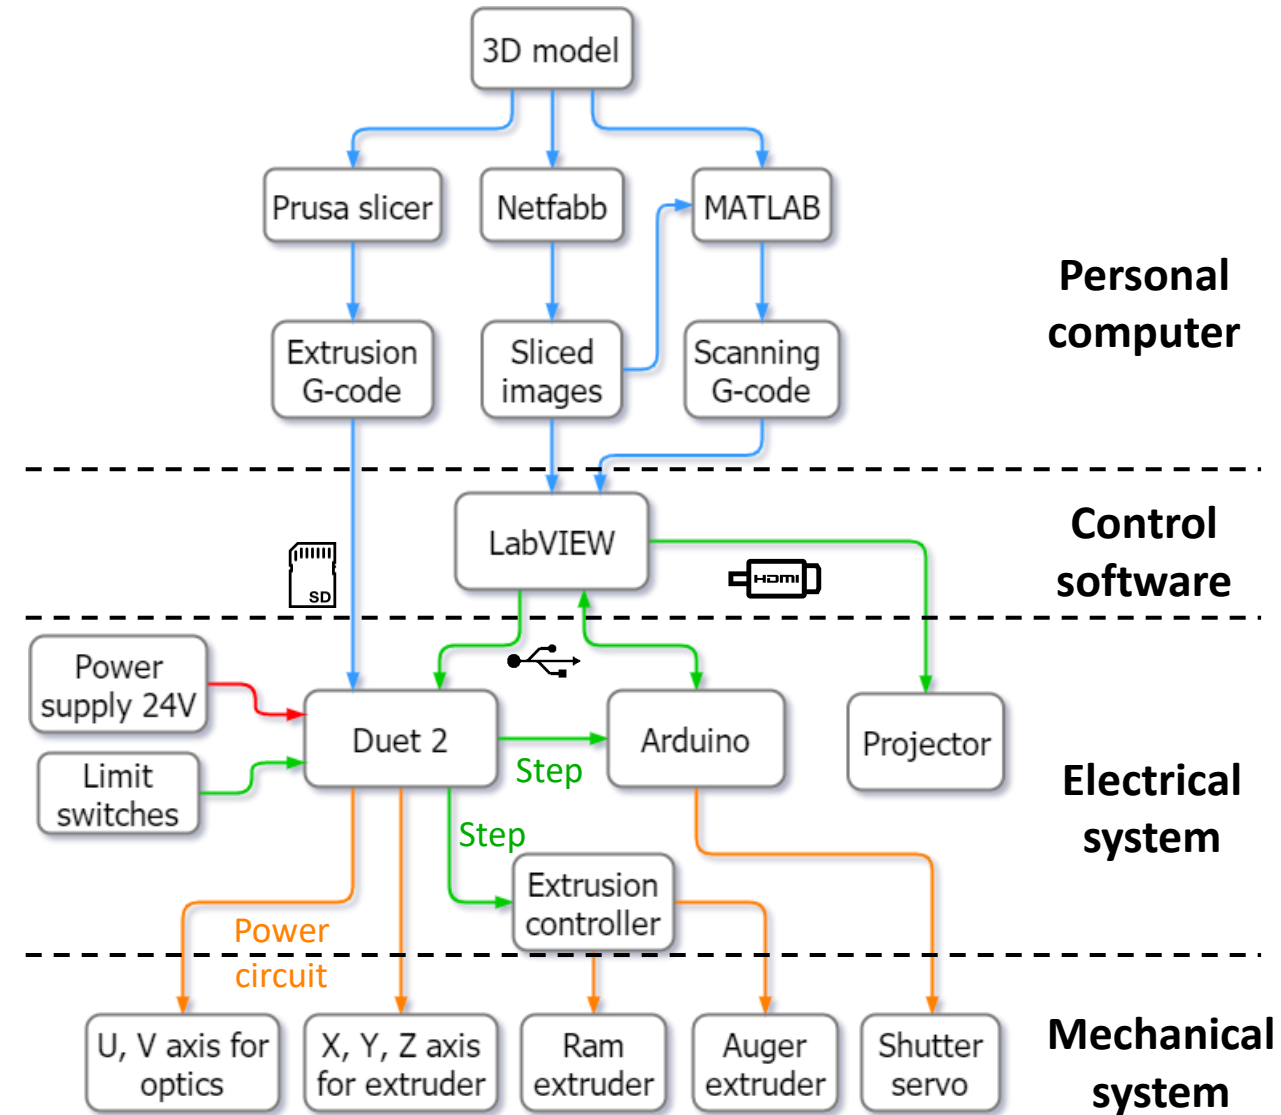 3D model
Prusa slicer
Netfabb
MATLAB
Personal
computer
Extrusion
G-code
Sliced
images
Scanning
G-code
Control
software
LabVIEW
SD
HDMI
Power
supply 24V
Limit
switches
Duet 2
Step
Arduino
Projector
Electrical
system
Step
Extrusion
controller
Power
circuit
U, V axis for
optics
X, Y, Z axis
for extruder
Ram
extruder
Auger
extruder
Shutter
servo
Mechanical
system